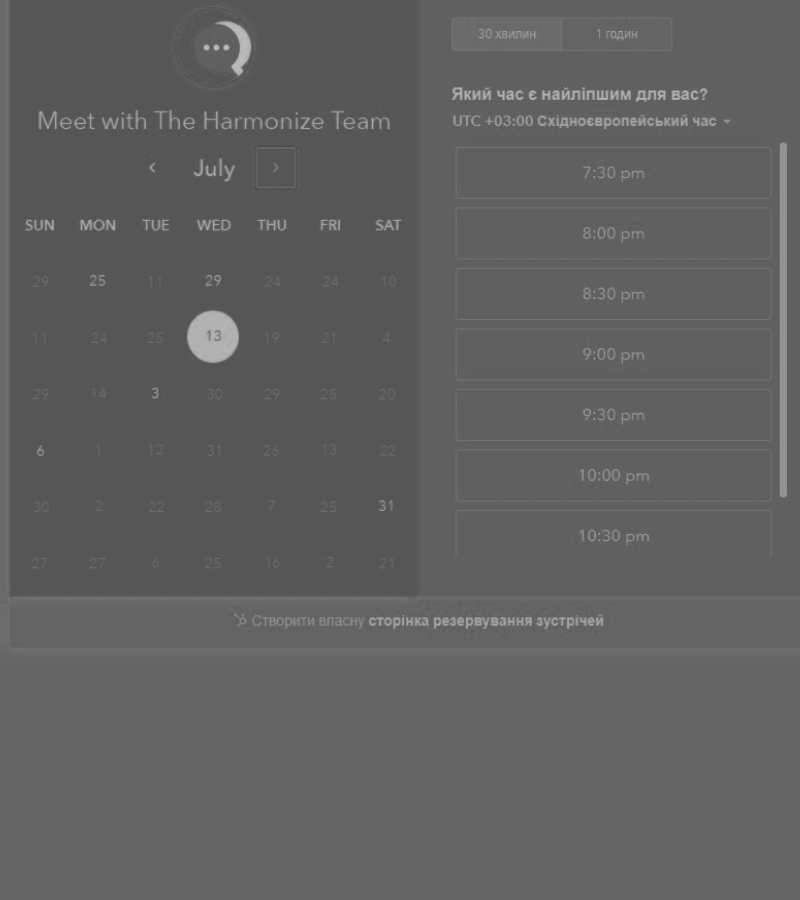 Meet with The Harmonize Team
July
SUN MON TUE WED THU FRI SAT
29 25 11 29 24 24 10
11 24 25 13 19 21 4
29 14 3 30 29 25 20
6 1 12 31 26 13 22
30 2 22 28 7 25 31
27 27 6 25 16 2 21
30 хвилин 1 годин
Який час є найліпшим для вас?
UTC +03:00 Східноєвропейський час
7:30 pm
8:00 pm
8:30 pm
9:00 pm
9:30 pm
10:00 pm
10:30 pm
Створити власну сторінка резервування зустрічей